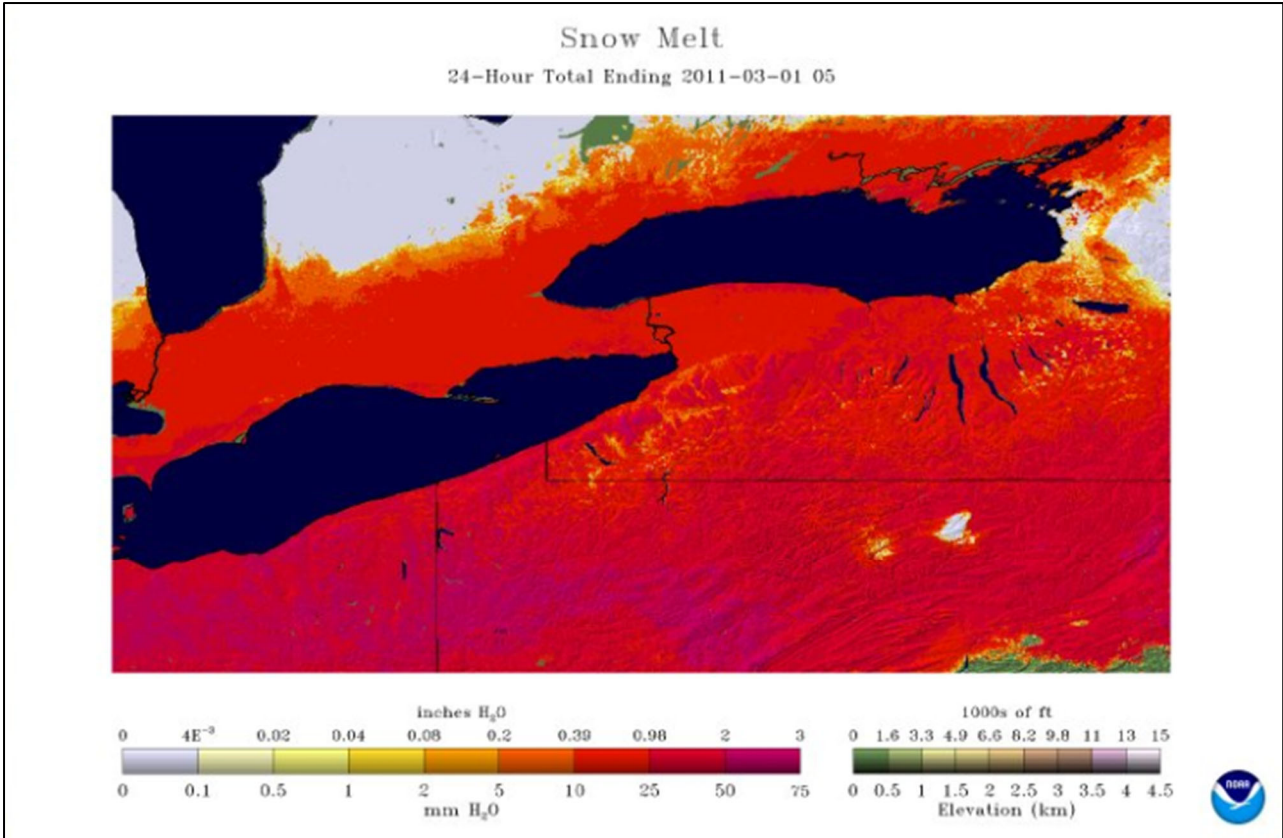 Snow Melt
24-Hour Total Ending 2011-03-01 05
inches H₂O
0 4E⁻³ 0.02 0.04 0.08 0.2 0.39 0.98 2 3
0 0.1 0.5 1 2 5 10 25 50 75
mm H₂O
1000s of ft
0 1.6 3.3 4.9 6.6 8.2 9.8 11 13 15
0 0.5 1 1.5 2 2.5 3 3.5 4 4.5
Elevation (km)
NOAA